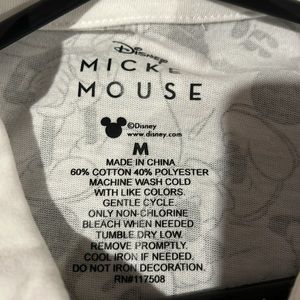 Disney
MICKE
MOUSE
©Disney
www.disney.com
M
MADE IN CHINA
60% COTTON 40% POLYESTER
MACHINE WASH COLD
WITH LIKE COLORS.
GENTLE CYCLE.
ONLY NON-CHLORINE
BLEACH WHEN NEEDED.
TUMBLE DRY LOW.
REMOVE PROMPTLY.
COOL IRON IF NEEDED.
DO NOT IRON DECORATION.
RN#117508